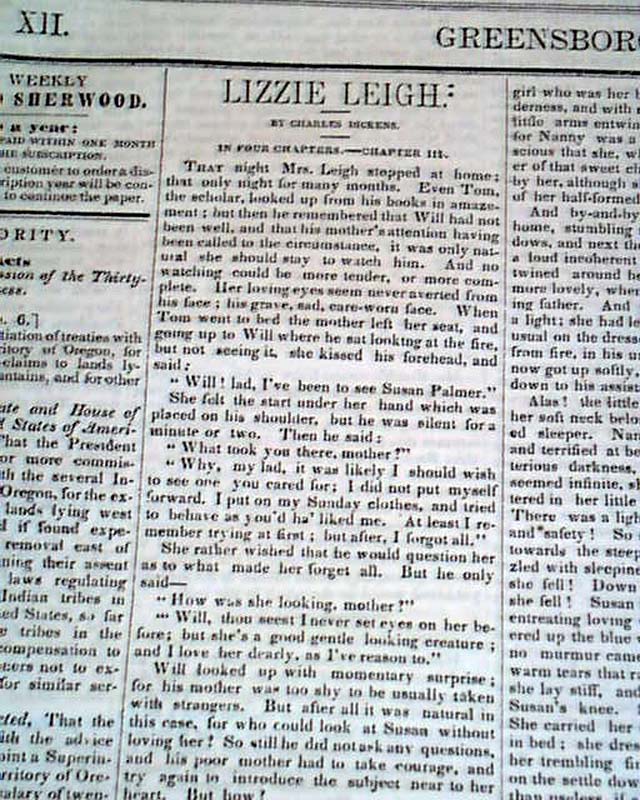 XII.
GREENSBOR
WEEKLY
SHERWOOD.
a year:
PAID WITHIN ONE MONTH
SUBSCRIPTION.
customer to order a dis-
ription year will be con-
to continue the paper.
ORITY.
acts
ssion of the Thirty-
ess.
. 6.]
tiation of treaties with
ritory of Oregon, for
claims to lands ly-
untains, and for other
ate and House of
d States of Ameri-
That the President
or more commis-
th the several In-
Oregon, for the ex-
lands lying west
d if found expe-
removal east of
ning their assent
laws regulating
Indian tribes in
ed States, so far
e tribes in the
compensation to
cers not to ex-
for similar ser-
cted, That the
ith the advice
oint a Superin-
rritory of Ore-
salary of twen-
LIZZIE LEIGH.
BY CHARLES DICKENS.
IN FOUR CHAPTERS.—CHAPTER III.
THAT night Mrs. Leigh stopped at home;
that only night for many months. Even Tom,
the scholar, looked up from his books in amaze-
ment; but then he remembered that Will had not
been well, and that his mother's attention having
been called to the circumstance, it was only nat-
ural she should stay to watch him. And no
watching could be more tender, or more com-
plete. Her loving eyes seem never averted from
his face; his grave, sad, care-worn face. When
Tom went to bed the mother left her seat, and
going up to Will where he sat looking at the fire,
but not seeing it, she kissed his forehead, and
said:
"Will! lad, I've been to see Susan Palmer."
She felt the start under her hand which was
placed on his shoulder, but he was silent for a
minute or two. Then he said:
"What took you there, mother?"
"Why, my lad, it was likely I should wish
to see one you cared for; I did not put myself
forward. I put on my Sunday clothes, and tried
to behave as you'd ha' liked me. At least I re-
member trying at first; but after, I forgot all."
She rather wished that he would question her
as to what made her forget all. But he only
said—
"How was she looking, mother?"
"Will, thou seest I never set eyes on her be-
fore; but she's a good gentle looking creature;
and I love her dearly, as I've reason to."
Will looked up with momentary surprise;
for his mother was too shy to be usually taken
with strangers. But after all it was natural in
this case, for who could look at Susan without
loving her? So still he did not ask any questions,
and his poor mother had to take courage, and
try again to introduce the subject near to her
heart. But how?
girl who was her
derness, and with
little arms entwin
for Nanny was a
scious that she, w
er of that sweet c
by her, although
of her half-formed
And by-and-by
home, stumbling
down, and next th
a loud incoherent
twined around h
more lovely, when
ing father. And
a light; she had l
usual on the dress
from fire, in his
now got up softly,
down to his assis
Alas! the little
her soft neck belo
ed sleeper. Nan
and terrified at be
terious darkness.
seemed infinite, s
tered in her little
There was a ligh
and safety! So
towards the steep
zled with sleepine
she fell! Down
she fell! Susan
entreating loving
ered up the blue
no murmur came
warm tears that r
she lay stiff, and
Susan's knee.
She carried her
in bed; she dres
her trembling fi
on the settle dow